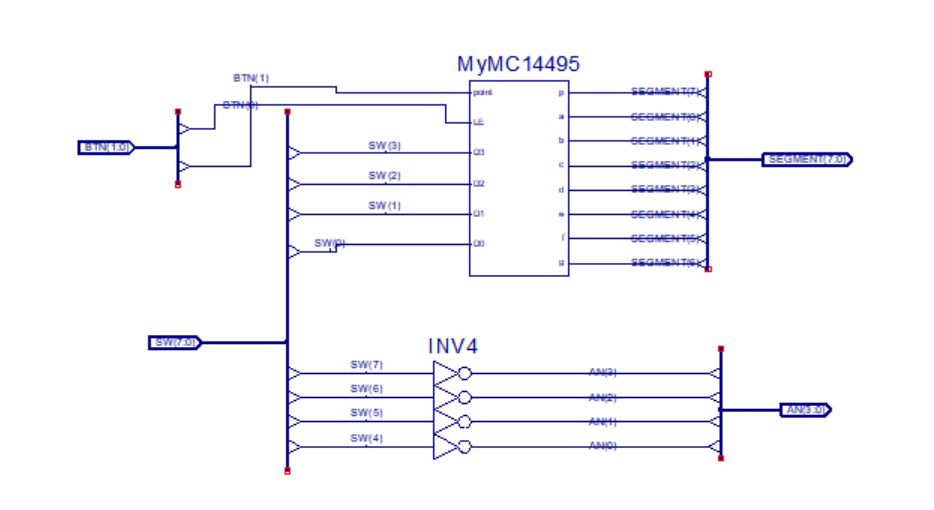 MyMC14495
BTN(1)
point
p
SEGMENT(7)
BTN(0)
LE
a
SEGMENT(0)
b
SEGMENT(1)
BTN(1:0)
SW(3)
D3
c
SEGMENT(2)
SEGMENT(7:0)
SW(2)
D2
d
SEGMENT(3)
SW(1)
D1
e
SEGMENT(4)
SW(0)
D0
f
SEGMENT(5)
g
SEGMENT(6)
SW(7:0)
INV4
SW(7)
AN(3)
SW(6)
AN(2)
SW(5)
AN(1)
AN(3:0)
SW(4)
AN(0)